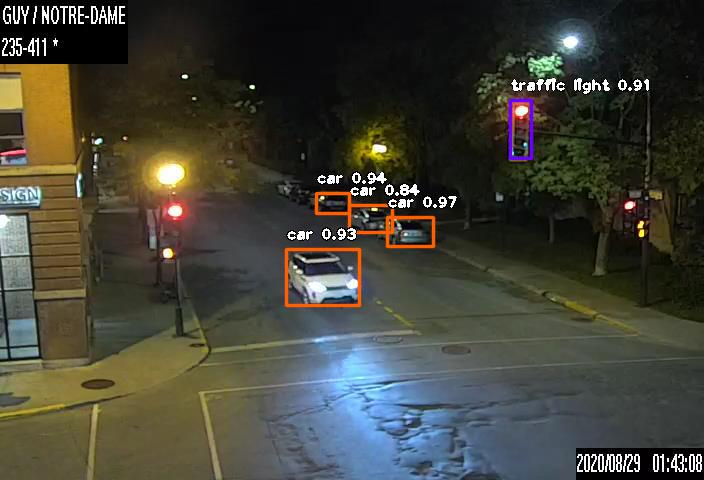 GUY / NOTRE-DAME
235-411 *
traffic light 0.91
car 0.94
car 0.84
car 0.97
SIGN
car 0.93
2020/08/29 01:43:08